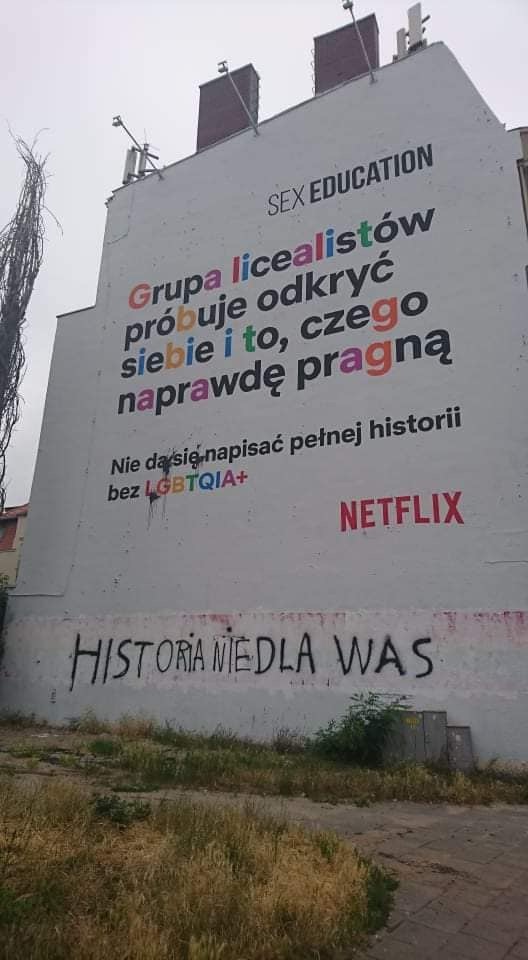 SEX EDUCATION
Grupa licealistów
próbuje odkryć
siebie i to, czego
naprawdę pragną
Nie da się napisać pełnej historii
bez LGBTQIA+
NETFLIX
HISTORIA NIE DLA WAS